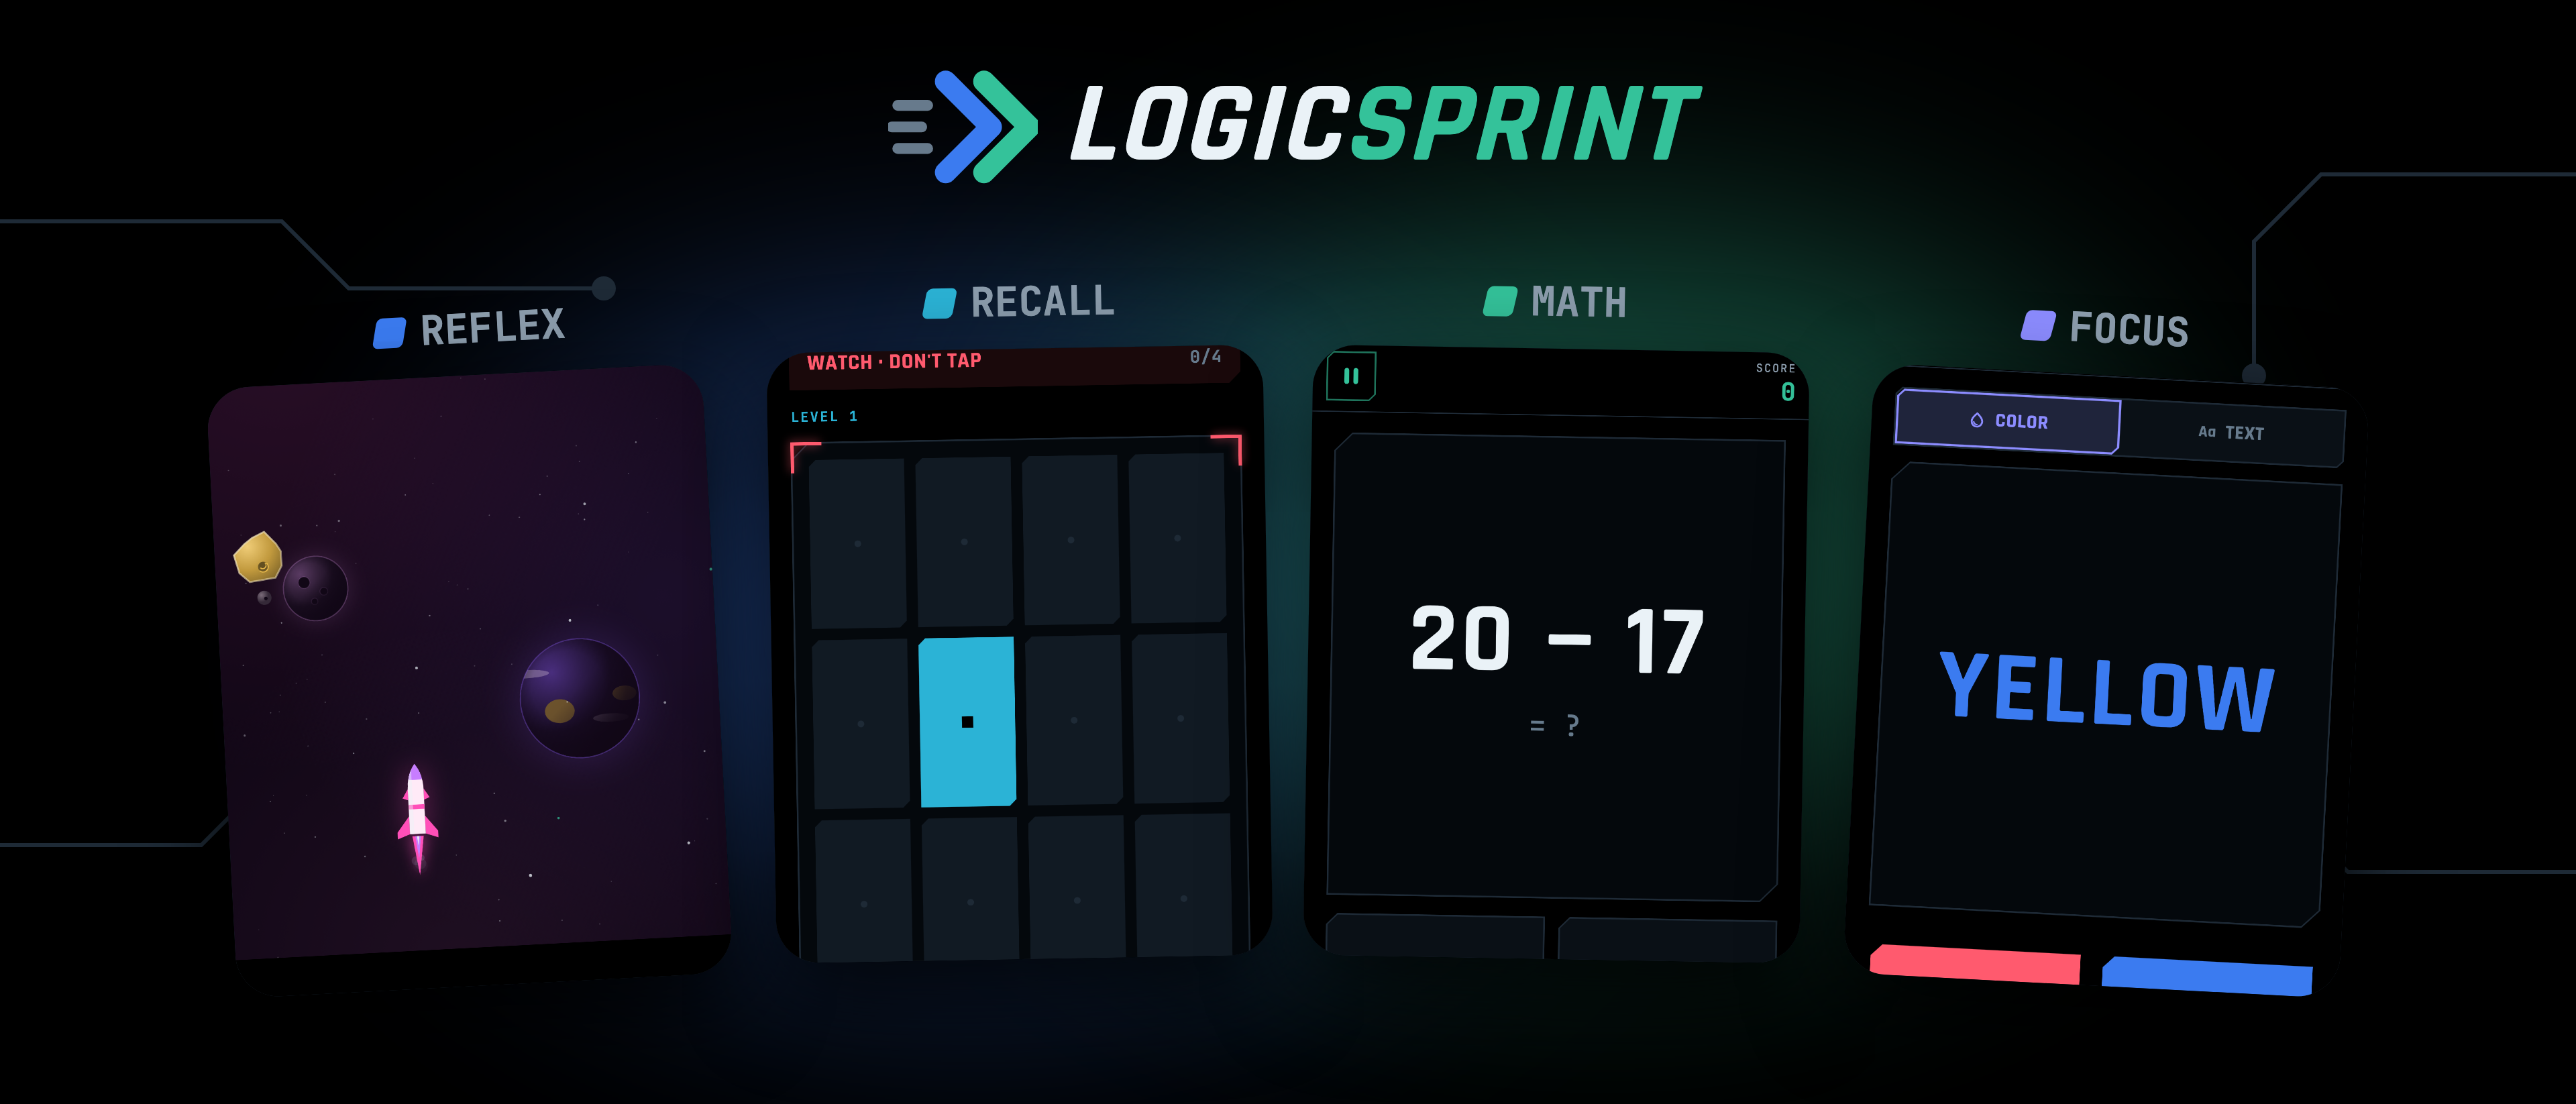 LOGICSPRINT
REFLEX
RECALL
MATH
FOCUS
WATCH · DON'T TAP
0/4
LEVEL 1
SCORE
0
20 − 17
= ?
COLOR
Aa TEXT
YELLOW